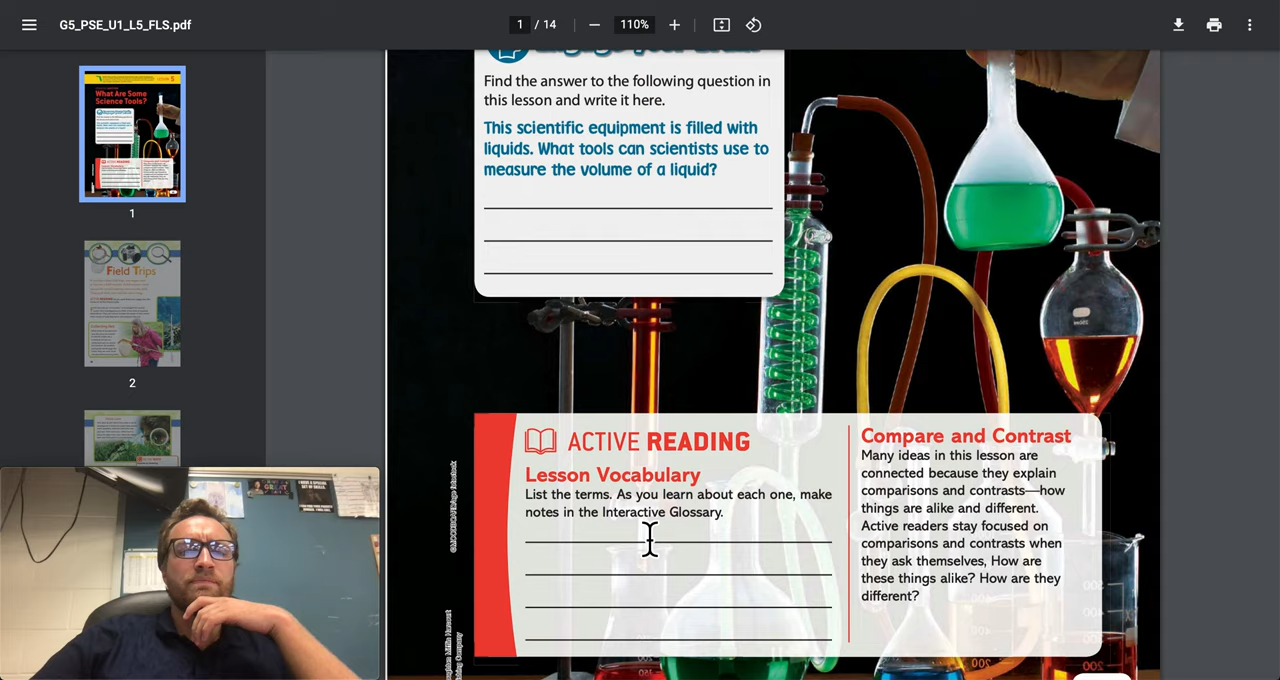 G5_PSE_U1_L5_FLS.pdf
1 / 14
110%
Find the answer to the following question in
this lesson and write it here.
This scientific equipment is filled with
liquids. What tools can scientists use to
measure the volume of a liquid?
What Are Some
Science Tools?
1
Field Trips
2
ACTIVE READING
Lesson Vocabulary
List the terms. As you learn about each one, make
notes in the Interactive Glossary.
Compare and Contrast
Many ideas in this lesson are
connected because they explain
comparisons and contrasts—how
things are alike and different.
Active readers stay focused on
comparisons and contrasts when
they ask themselves, How are
these things alike? How are they
different?